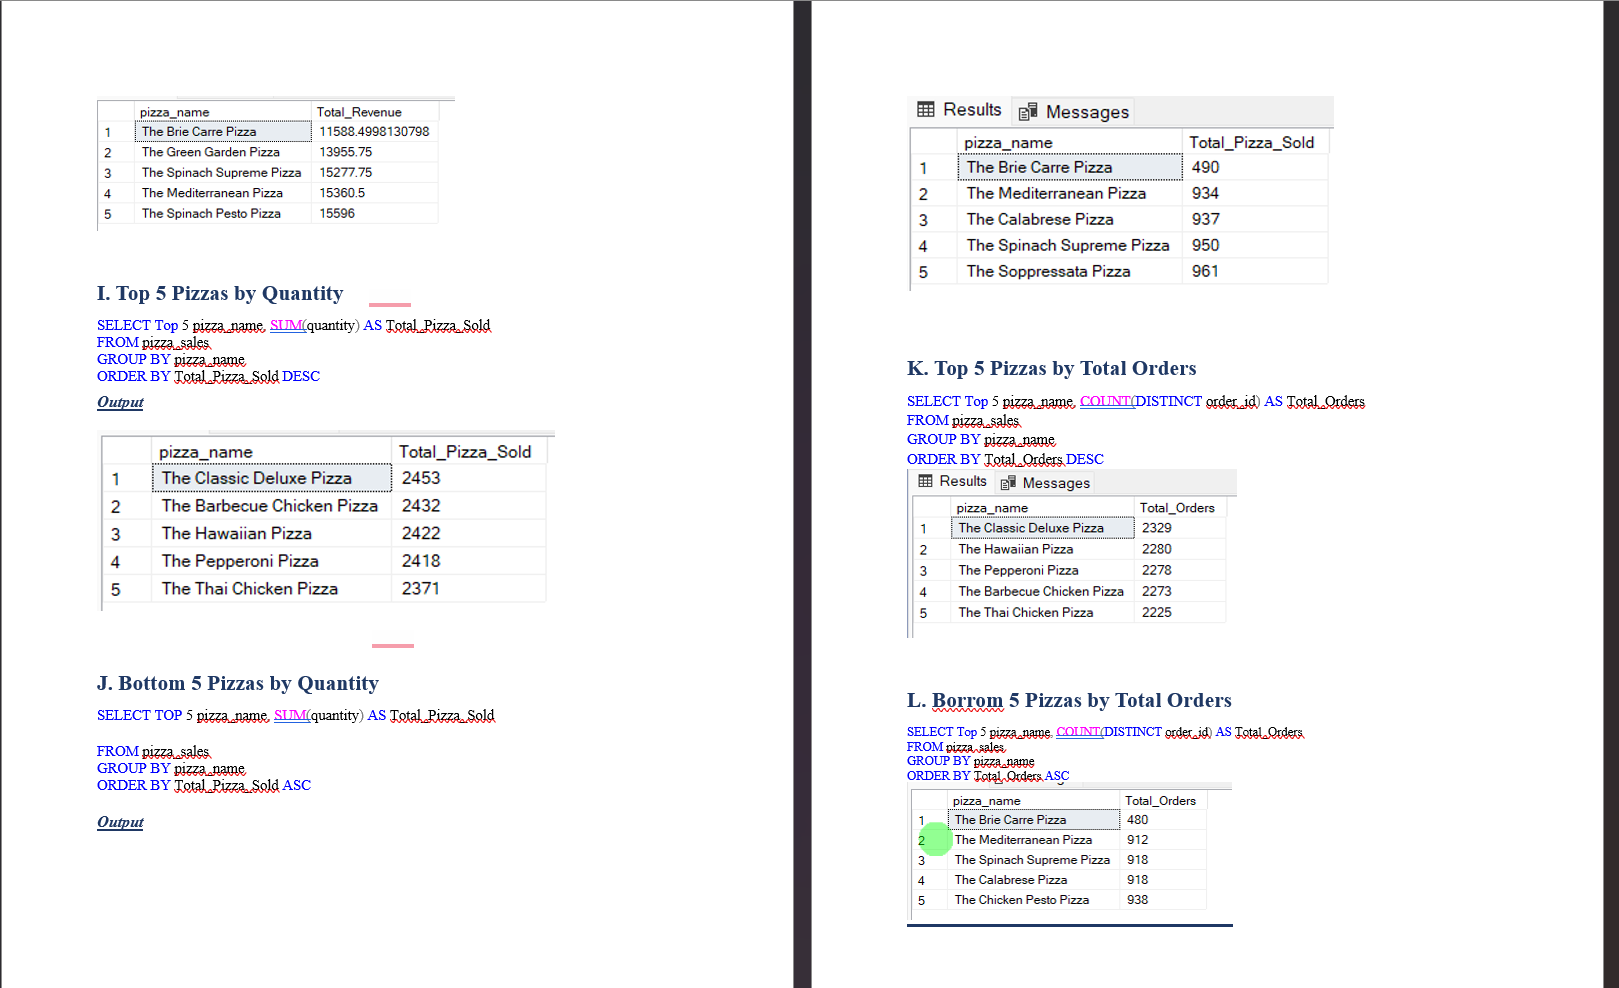 pizza_name Total_Revenue
1 The Brie Carre Pizza 11588.4998130798
2 The Green Garden Pizza 13955.75
3 The Spinach Supreme Pizza 15277.75
4 The Mediterranean Pizza 15360.5
5 The Spinach Pesto Pizza 15596
I. Top 5 Pizzas by Quantity
SELECT Top 5 pizza_name, SUM(quantity) AS Total_Pizza_Sold
FROM pizza_sales
GROUP BY pizza_name
ORDER BY Total_Pizza_Sold DESC
Output
pizza_name Total_Pizza_Sold
1 The Classic Deluxe Pizza 2453
2 The Barbecue Chicken Pizza 2432
3 The Hawaiian Pizza 2422
4 The Pepperoni Pizza 2418
5 The Thai Chicken Pizza 2371
J. Bottom 5 Pizzas by Quantity
SELECT TOP 5 pizza_name, SUM(quantity) AS Total_Pizza_Sold
FROM pizza_sales
GROUP BY pizza_name
ORDER BY Total_Pizza_Sold ASC
Output
Results Messages
pizza_name Total_Pizza_Sold
1 The Brie Carre Pizza 490
2 The Mediterranean Pizza 934
3 The Calabrese Pizza 937
4 The Spinach Supreme Pizza 950
5 The Soppressata Pizza 961
K. Top 5 Pizzas by Total Orders
SELECT Top 5 pizza_name, COUNT(DISTINCT order_id) AS Total_Orders
FROM pizza_sales
GROUP BY pizza_name
ORDER BY Total_Orders DESC
Results Messages
pizza_name Total_Orders
1 The Classic Deluxe Pizza 2329
2 The Hawaiian Pizza 2280
3 The Pepperoni Pizza 2278
4 The Barbecue Chicken Pizza 2273
5 The Thai Chicken Pizza 2225
L. Borrom 5 Pizzas by Total Orders
SELECT Top 5 pizza_name, COUNT(DISTINCT order_id) AS Total_Orders
FROM pizza_sales
GROUP BY pizza_name
ORDER BY Total_Orders ASC
pizza_name Total_Orders
1 The Brie Carre Pizza 480
2 The Mediterranean Pizza 912
3 The Spinach Supreme Pizza 918
4 The Calabrese Pizza 918
5 The Chicken Pesto Pizza 938